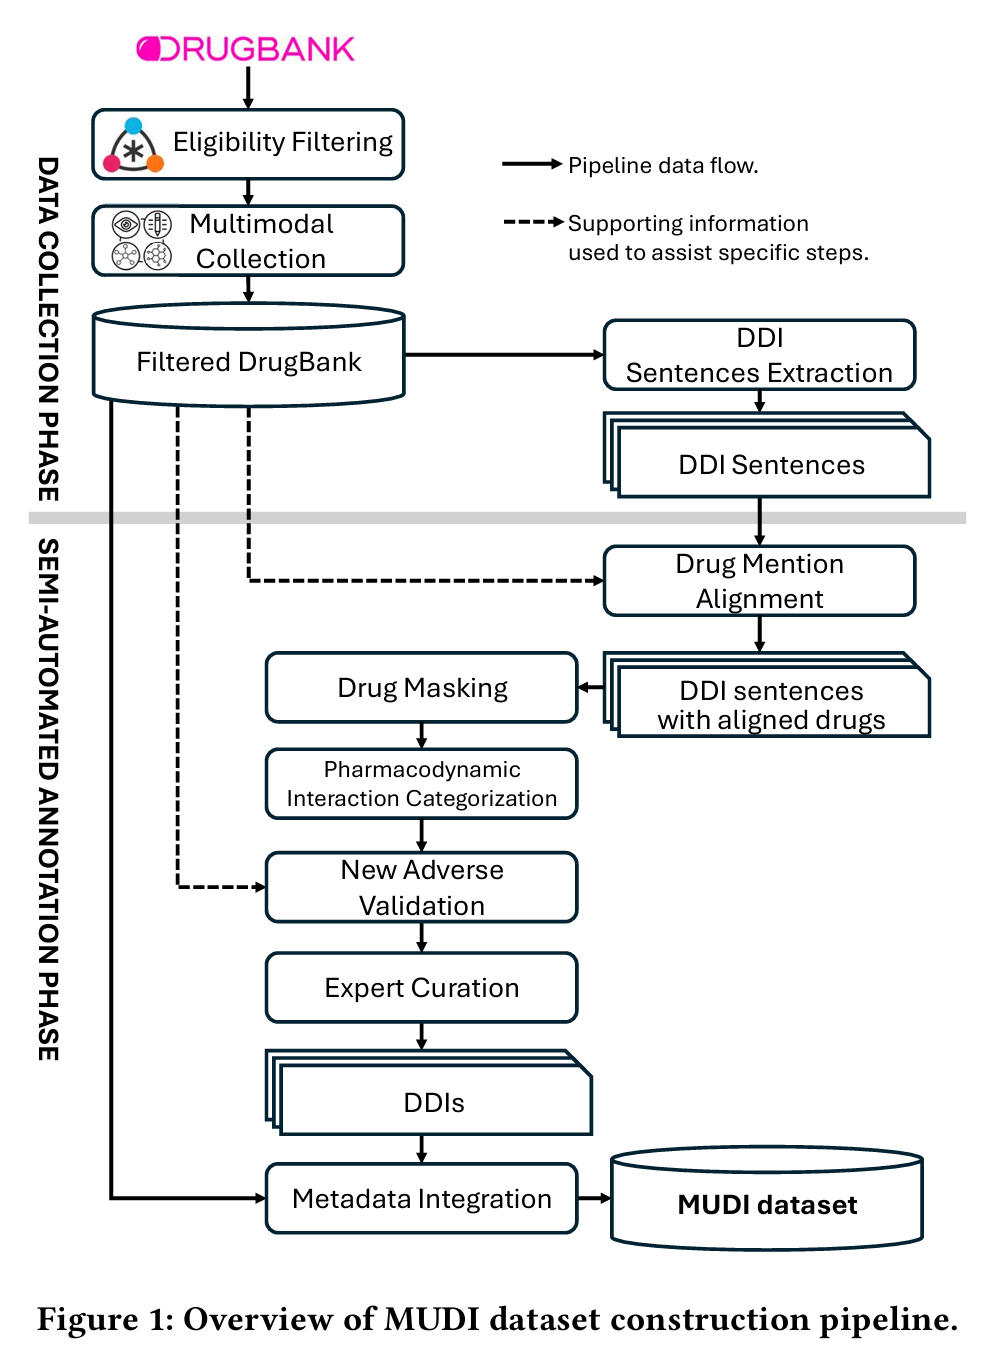 DRUGBANK
Eligibility Filtering
Multimodal
Collection
Filtered DrugBank
Pipeline data flow.
Supporting information
used to assist specific steps.
DDI
Sentences Extraction
DDI Sentences
DATA COLLECTION PHASE
SEMI-AUTOMATED ANNOTATION PHASE
Drug Mention
Alignment
DDI sentences
with aligned drugs
Drug Masking
Pharmacodynamic
Interaction Categorization
New Adverse
Validation
Expert Curation
DDIs
Metadata Integration
MUDI dataset
Figure 1: Overview of MUDI dataset construction pipeline.